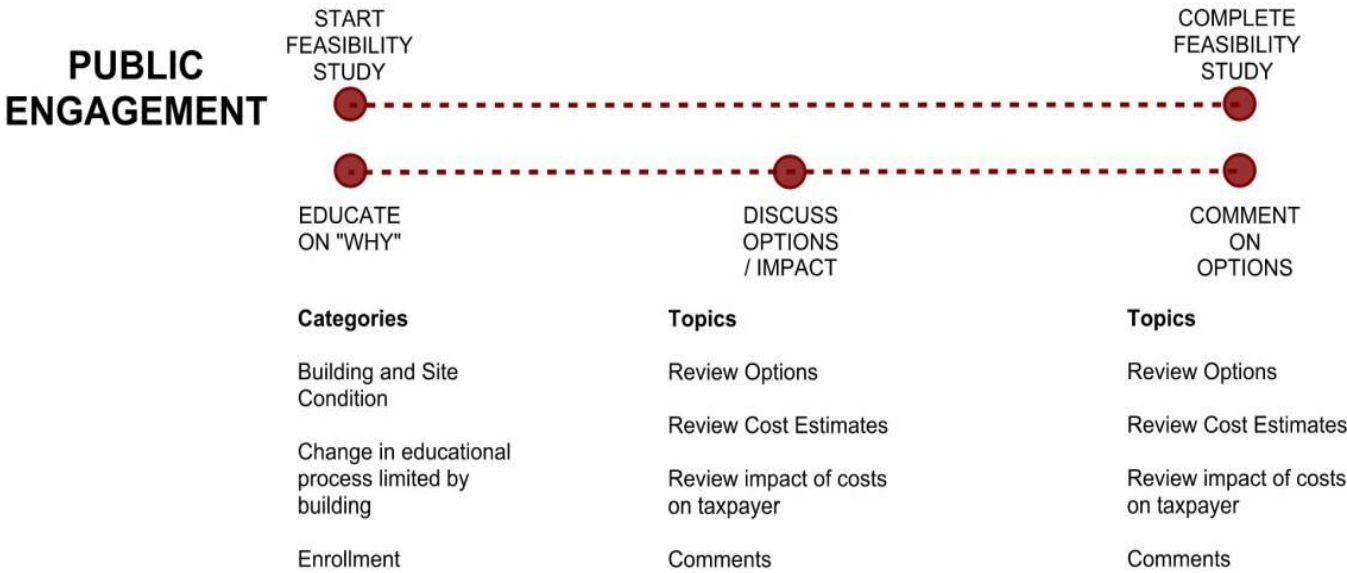 PUBLIC
ENGAGEMENT
START
FEASIBILITY
STUDY
COMPLETE
FEASIBILITY
STUDY
EDUCATE
ON "WHY"
DISCUSS
OPTIONS
/ IMPACT
COMMENT
ON
OPTIONS
Categories
Building and Site
Condition
Change in educational
process limited by
building
Enrollment
Topics
Review Options
Review Cost Estimates
Review impact of costs
on taxpayer
Comments
Topics
Review Options
Review Cost Estimates
Review impact of costs
on taxpayer
Comments